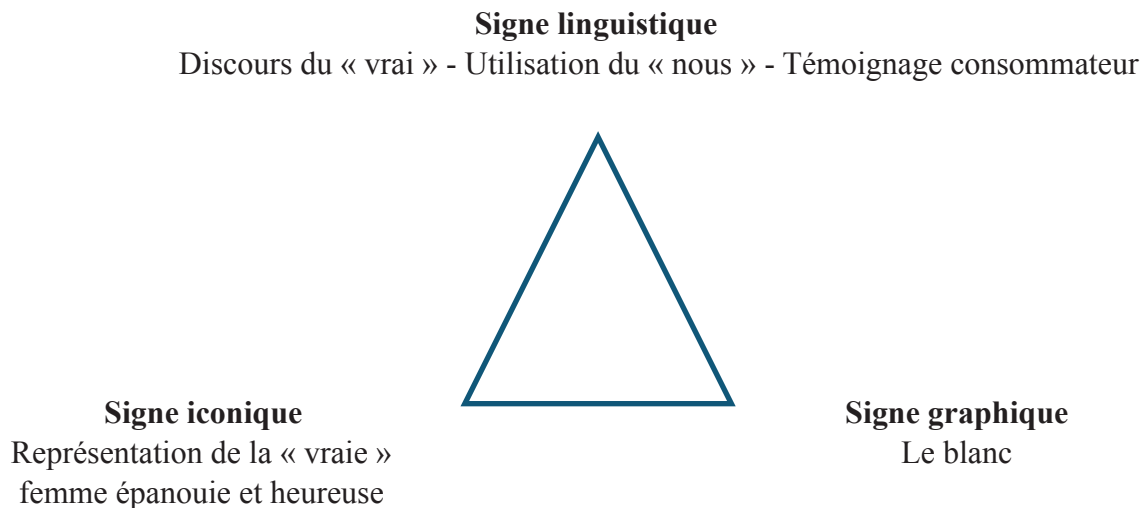 Signe linguistique
Discours du « vrai » - Utilisation du « nous » - Témoignage consommateur
Signe iconique
Représentation de la « vraie »
femme épanouie et heureuse
Signe graphique
Le blanc